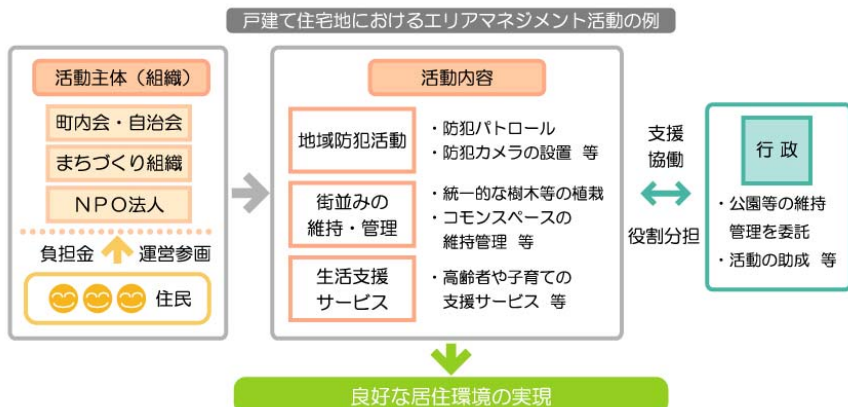 戸建て住宅地におけるエリアマネジメント活動の例
活動主体（組織）
町内会・自治会
まちづくり組織
NPO法人
負担金 運営参画
住民
活動内容
地域防犯活動
・防犯パトロール
・防犯カメラの設置 等
街並みの
維持・管理
・統一的な樹木等の植栽
・コモンスペースの
維持管理 等
生活支援
サービス
・高齢者や子育ての
支援サービス 等
支援
協働
役割分担
行政
・公園等の維持
管理を委託
・活動の助成 等
良好な居住環境の実現